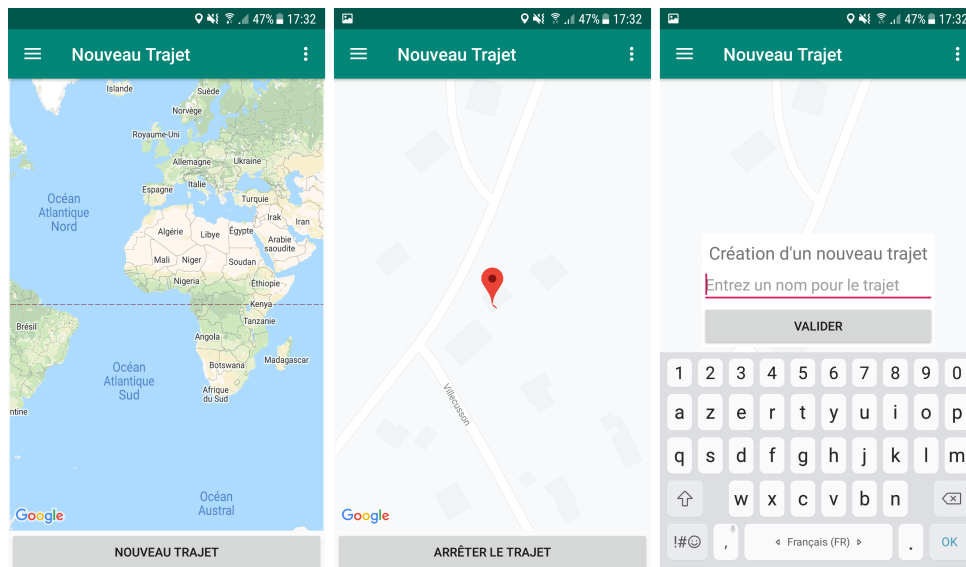 47% 17:32
Nouveau Trajet
Islande
Suède
Norvège
Royaume-Uni
Allemagne
Ukraine
Espagne
Italie
Turquie
Océan
Atlantique
Nord
Irak
Iran
Algérie
Libye
Égypte
Arabie
saoudite
Mali
Niger
Soudan
Nigeria
Éthiopie
Kenya
Tanzanie
Brésil
Angola
Océan
Atlantique
Sud
Botswana
Madagascar
Afrique
du Sud
ntine
Océan
Austral
Google
NOUVEAU TRAJET
47% 17:32
Nouveau Trajet
Villecusson
Google
ARRÊTER LE TRAJET
47% 17:32
Nouveau Trajet
Création d'un nouveau trajet
Entrez un nom pour le trajet
VALIDER
1 2 3 4 5 6 7 8 9 0
a z e r t y u i o p
q s d f g h j k l m
w x c v b n
!#☺ , Français (FR) . OK